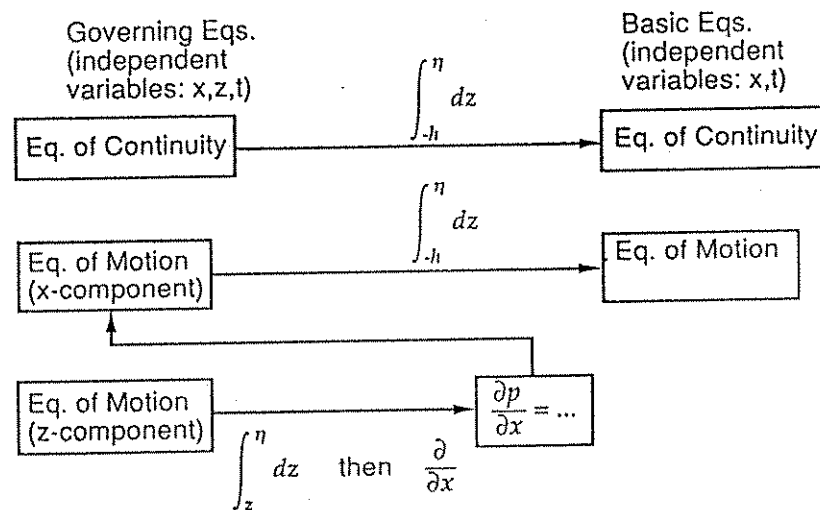 Governing Eqs.
(independent
variables: x,z,t)
Basic Eqs.
(independent
variables: x,t)
Eq. of Continuity
∫_{-h}^{η} dz
Eq. of Continuity
Eq. of Motion
(x-component)
∫_{-h}^{η} dz
Eq. of Motion
Eq. of Motion
(z-component)
∂p/∂x = ...
∫_{z}^{η} dz then ∂/∂x